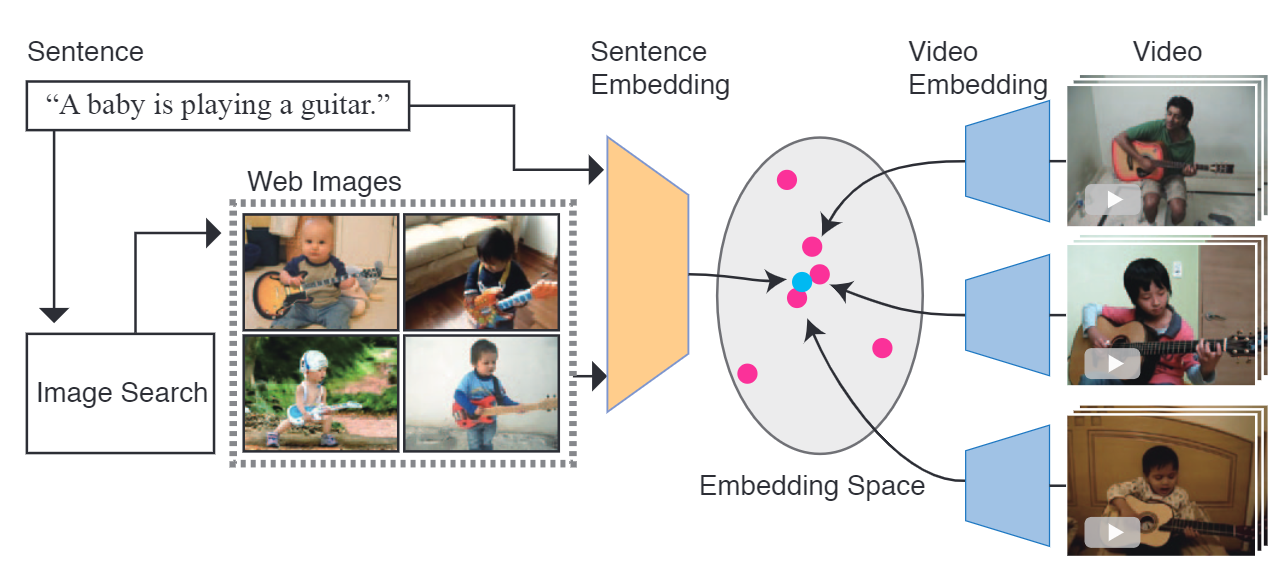 Sentence
“A baby is playing a guitar.”
Image Search
Web Images
Sentence
Embedding
Embedding Space
Video
Embedding
Video